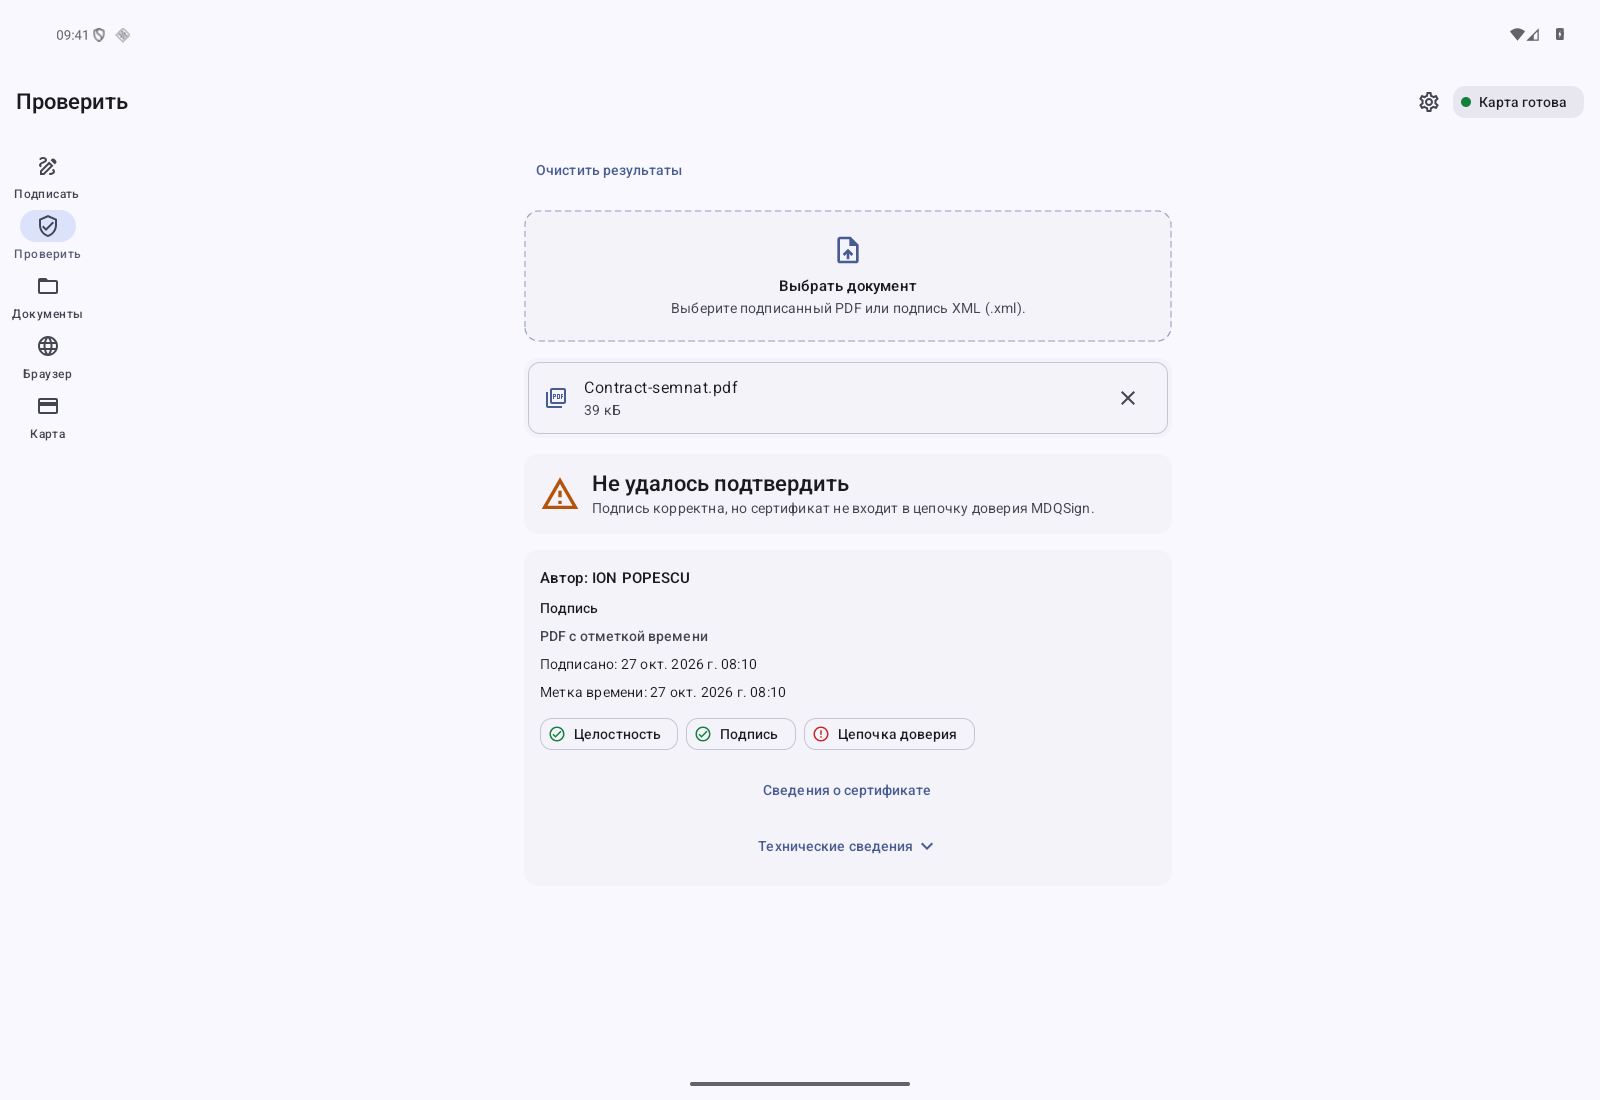 09:41
Проверить
Карта готова
Подписать
Проверить
Документы
Браузер
Карта
Очистить результаты
Выбрать документ
Выберите подписанный PDF или подпись XML (.xml).
PDF
Contract-semnat.pdf
39 кБ
Не удалось подтвердить
Подпись корректна, но сертификат не входит в цепочку доверия MDQSign.
Автор: ION POPESCU
Подпись
PDF с отметкой времени
Подписано: 27 окт. 2026 г. 08:10
Метка времени: 27 окт. 2026 г. 08:10
Целостность
Подпись
Цепочка доверия
Сведения о сертификате
Технические сведения